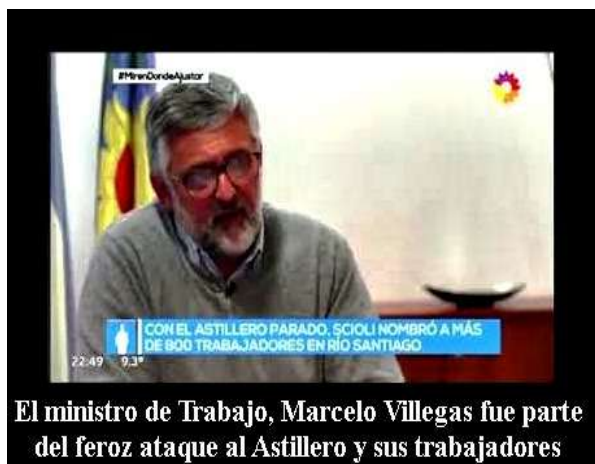 #MirenDondeAjustar
CON EL ASTILLERO PARADO, SCIOLI NOMBRÓ A MÁS
DE 800 TRABAJADORES EN RÍO SANTIAGO
22:49 9.3°
El ministro de Trabajo, Marcelo Villegas fue parte
del feroz ataque al Astillero y sus trabajadores